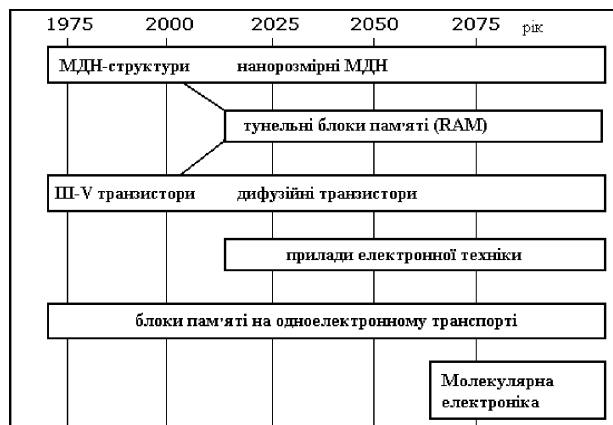 1975 2000 2025 2050 2075 рік
МДН-структури нанорозмірні МДН
тунельні блоки пам'яті (RAM)
III-V транзистори дифузійні транзистори
прилади електронної техніки
блоки пам'яті на одноелектронному транспорті
Молекулярна
електроніка